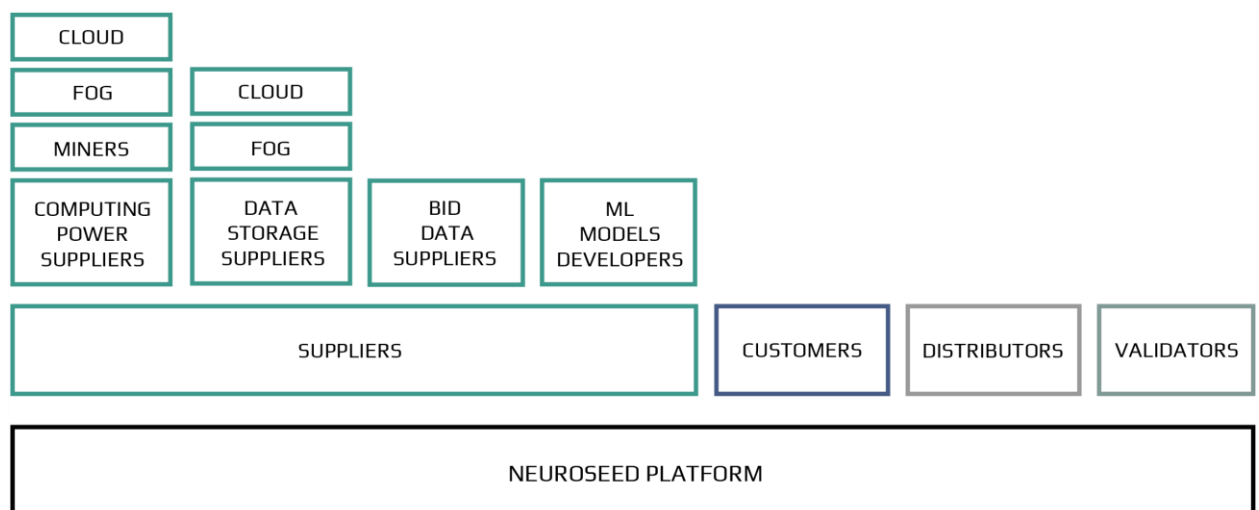 CLOUD
FOG
CLOUD
MINERS
FOG
COMPUTING
POWER
SUPPLIERS
DATA
STORAGE
SUPPLIERS
BID
DATA
SUPPLIERS
ML
MODELS
DEVELOPERS
SUPPLIERS
CUSTOMERS
DISTRIBUTORS
VALIDATORS
NEUROSEED PLATFORM